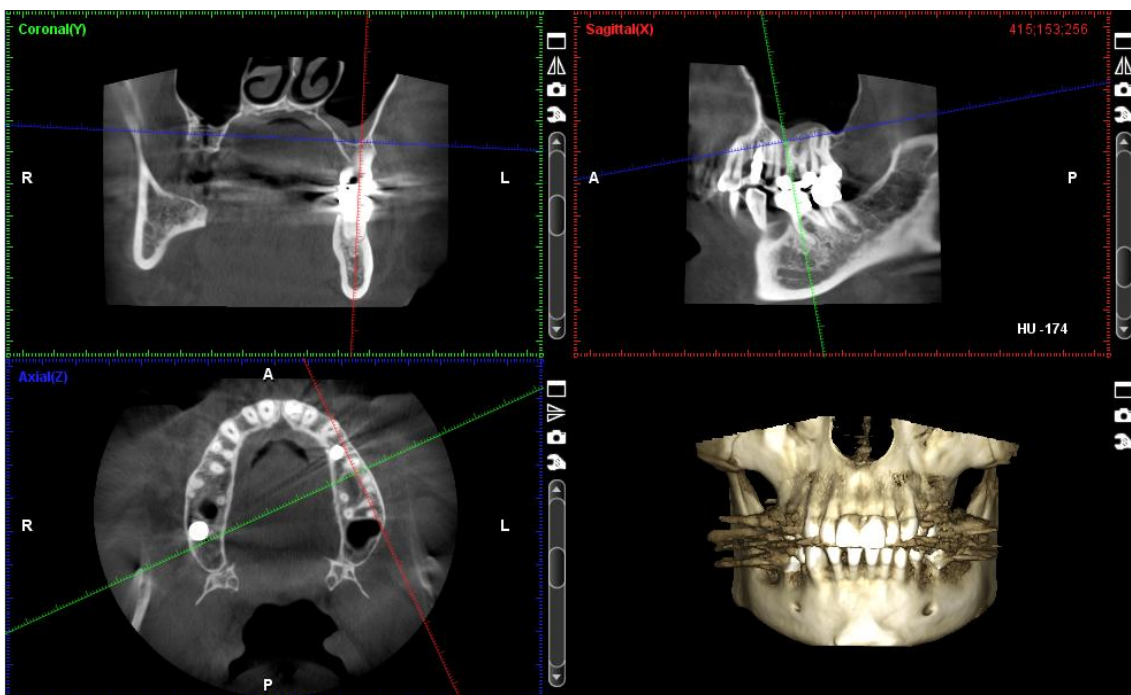 Coronal(Y)
R
L
Sagittal(X)
415;153;256
A
P
HU -174
Axial(Z)
A
R
L
P